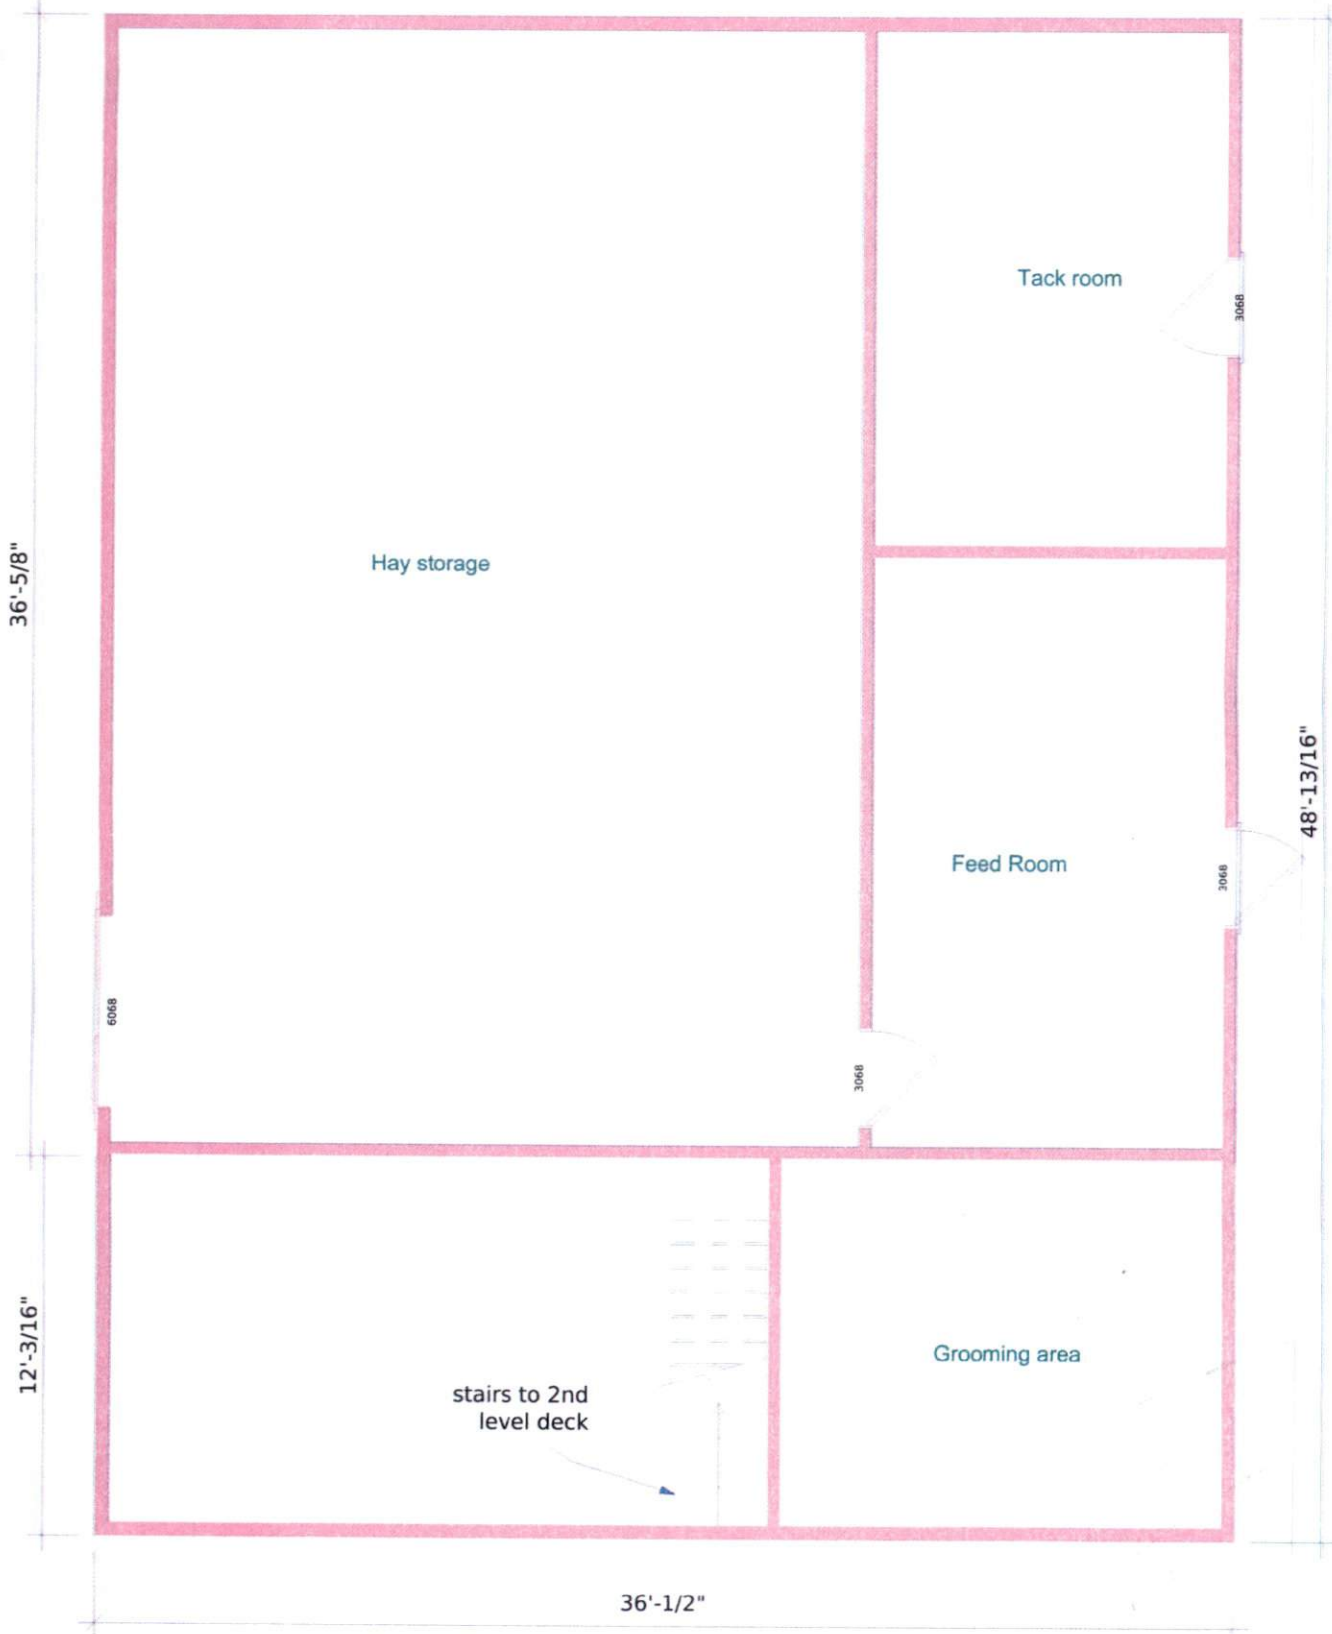 Tack room
3068
Hay storage
36'-5/8"
48'-13/16"
Feed Room
3068
6068
3068
12'-3/16"
Grooming area
stairs to 2nd
level deck
36'-1/2"